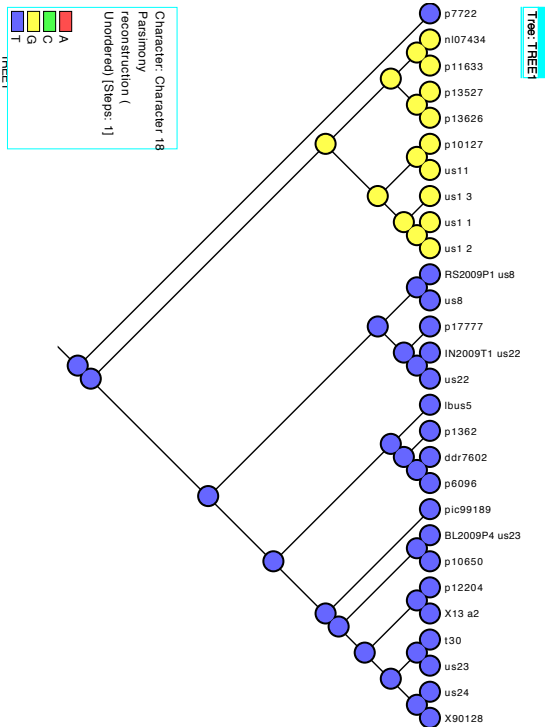 Tree: TREE1
Character: Character 18
Parsimony
reconstruction (
Unordered) [Steps: 1]
A
C
G
T
p7722
nl07434
p11633
p13527
p13626
p10127
us11
us1 3
us1 1
us1 2
RS2009P1 us8
us8
p17777
IN2009T1 us22
us22
lbus5
p1362
ddr7602
p6096
pic99189
BL2009P4 us23
p10650
p12204
X13 a2
t30
us23
us24
X90128